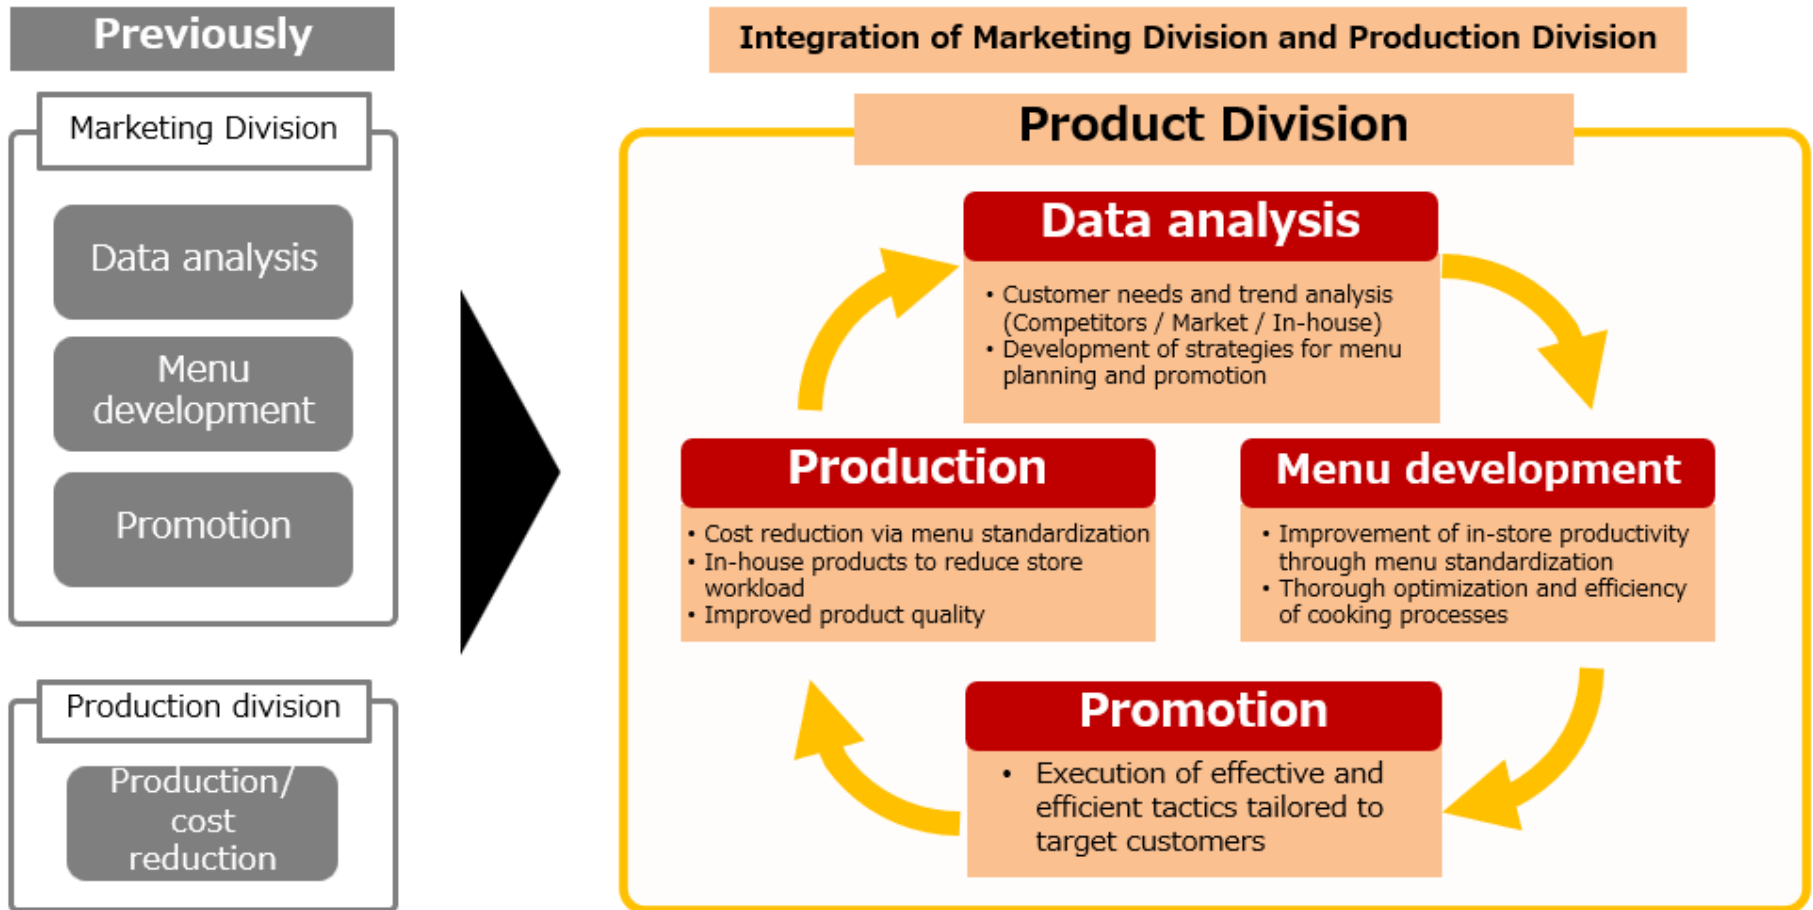 Previously
Marketing Division
Data analysis
Menu
development
Promotion
Production division
Production/
cost
reduction
Integration of Marketing Division and Production Division
Product Division
Data analysis
• Customer needs and trend analysis
(Competitors / Market / In-house)
• Development of strategies for menu
planning and promotion
Production
• Cost reduction via menu standardization
• In-house products to reduce store
workload
• Improved product quality
Menu development
• Improvement of in-store productivity
through menu standardization
• Thorough optimization and efficiency
of cooking processes
Promotion
• Execution of effective and
efficient tactics tailored to
target customers